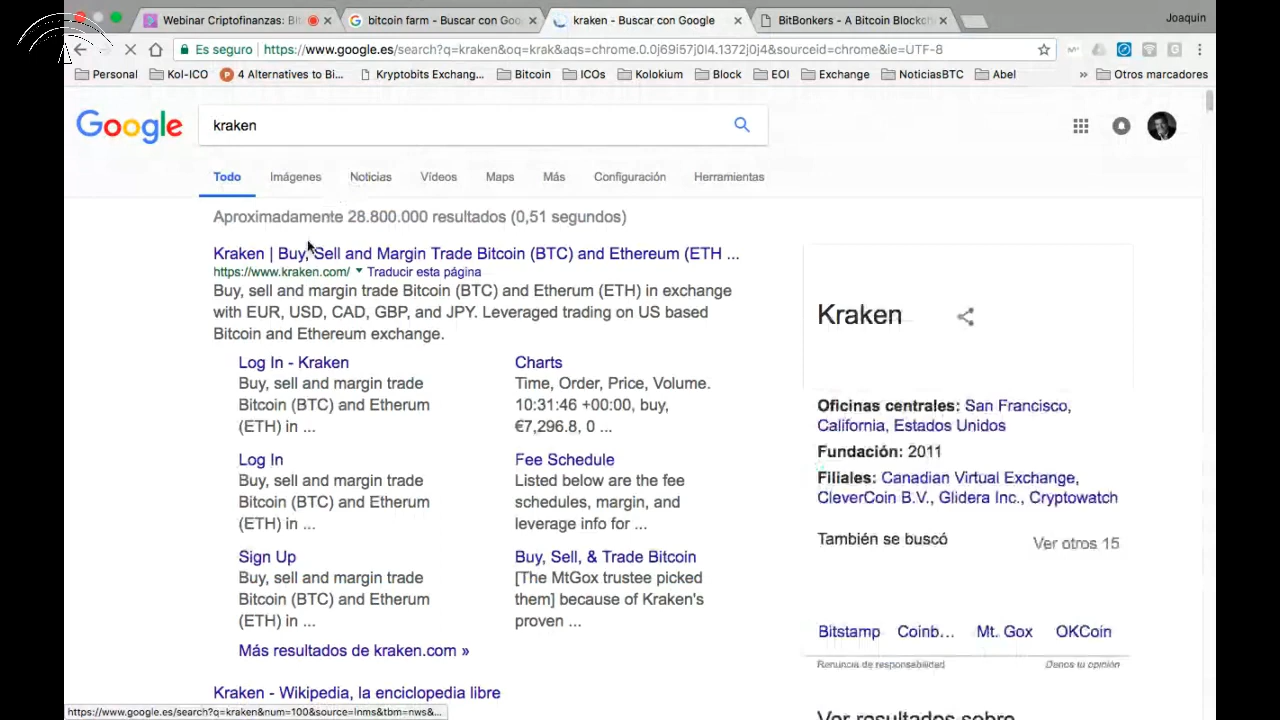 Webinar Criptofinanzas: Bit
bitcoin farm - Buscar con Goo
kraken - Buscar con Google
BitBonkers - A Bitcoin Blockch
Joaquín
Es seguro | https://www.google.es/search?q=kraken&oq=krak&aqs=chrome.0.0j69i57j0l4.1372j0j4&sourceid=chrome&ie=UTF-8
Personal
Kol-ICO
4 Alternatives to Bi...
Kryptobits Exchang...
Bitcoin
ICOs
Kolokium
Block
EOI
Exchange
NoticiasBTC
Abel
» Otros marcadores
Google
kraken
Todo
Imágenes
Noticias
Vídeos
Maps
Más
Configuración
Herramientas
Aproximadamente 28.800.000 resultados (0,51 segundos)
Kraken | Buy, Sell and Margin Trade Bitcoin (BTC) and Ethereum (ETH ...
https://www.kraken.com/ Traducir esta página
Buy, sell and margin trade Bitcoin (BTC) and Etherum (ETH) in exchange
with EUR, USD, CAD, GBP, and JPY. Leveraged trading on US based
Bitcoin and Ethereum exchange.
Log In - Kraken
Buy, sell and margin trade
Bitcoin (BTC) and Etherum
(ETH) in ...
Charts
Time, Order, Price, Volume.
10:31:46 +00:00, buy,
€7,296.8, 0 ...
Log In
Buy, sell and margin trade
Bitcoin (BTC) and Etherum
(ETH) in ...
Fee Schedule
Listed below are the fee
schedules, margin, and
leverage info for ...
Sign Up
Buy, sell and margin trade
Bitcoin (BTC) and Etherum
(ETH) in ...
Buy, Sell, & Trade Bitcoin
[The MtGox trustee picked
them] because of Kraken's
proven ...
Más resultados de kraken.com »
Kraken - Wikipedia, la enciclopedia libre
Kraken
Oficinas centrales: San Francisco,
California, Estados Unidos
Fundación: 2011
Filiales: Canadian Virtual Exchange,
CleverCoin B.V., Glidera Inc., Cryptowatch
También se buscó
Ver otros 15
Bitstamp
Coinb...
Mt. Gox
OKCoin
Renuncia de responsabilidad
Danos tu opinión
Ver resultados sobre
https://www.google.es/search?q=kraken&num=100&source=lnms&tbm=nws&...